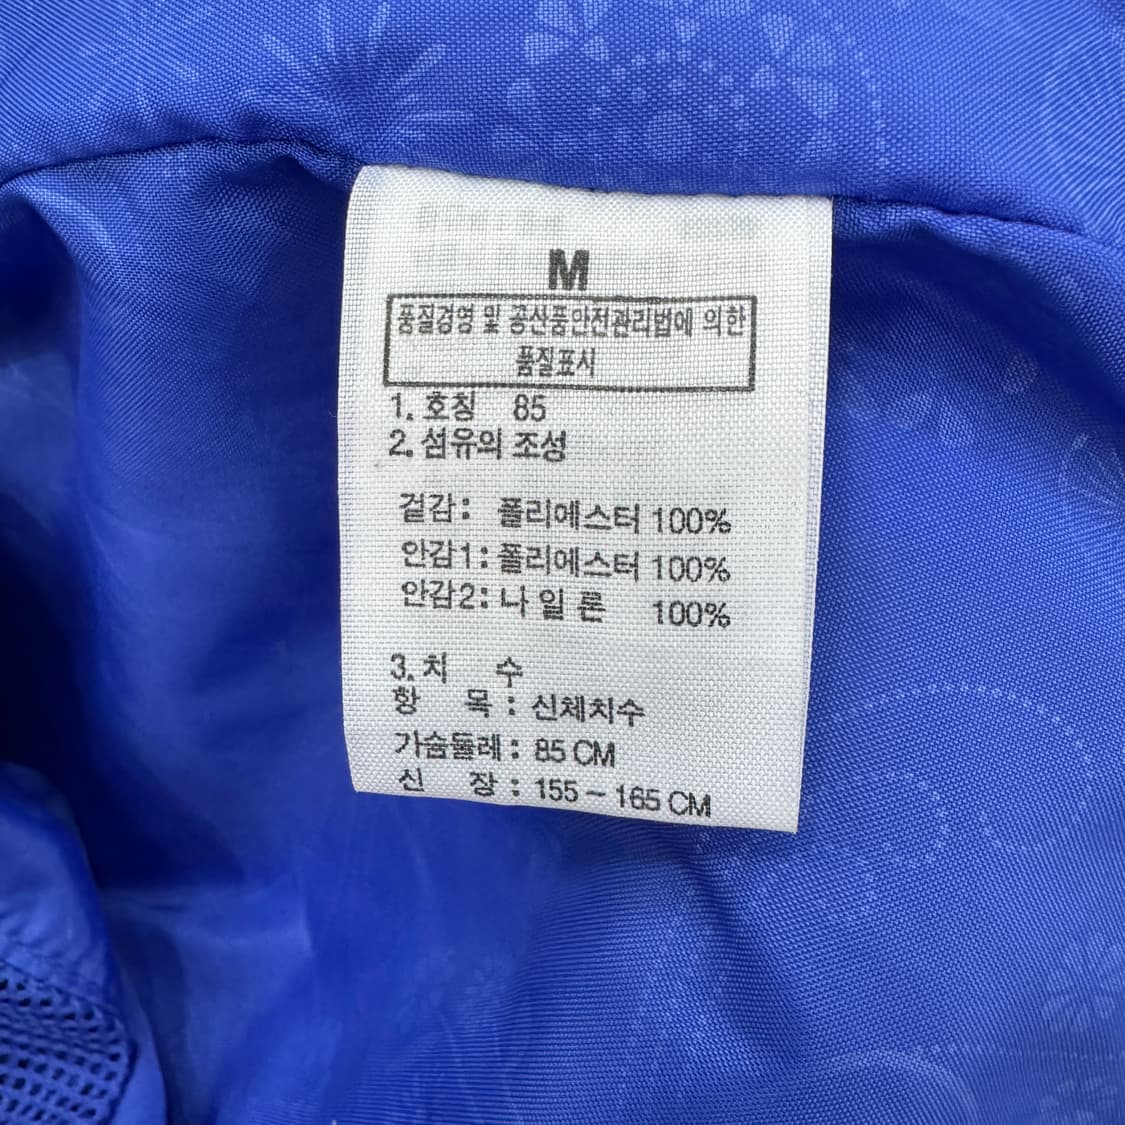 M
품질경영 및 공산품안전관리법에 의한
품질표시
1. 호칭 85
2. 섬유의 조성
겉감: 폴리에스터 100%
안감1: 폴리에스터 100%
안감2: 나 일 론 100%
3. 치 수
항 목 : 신체치수
가슴둘레 : 85 CM
신 장 : 155 ~ 165 CM